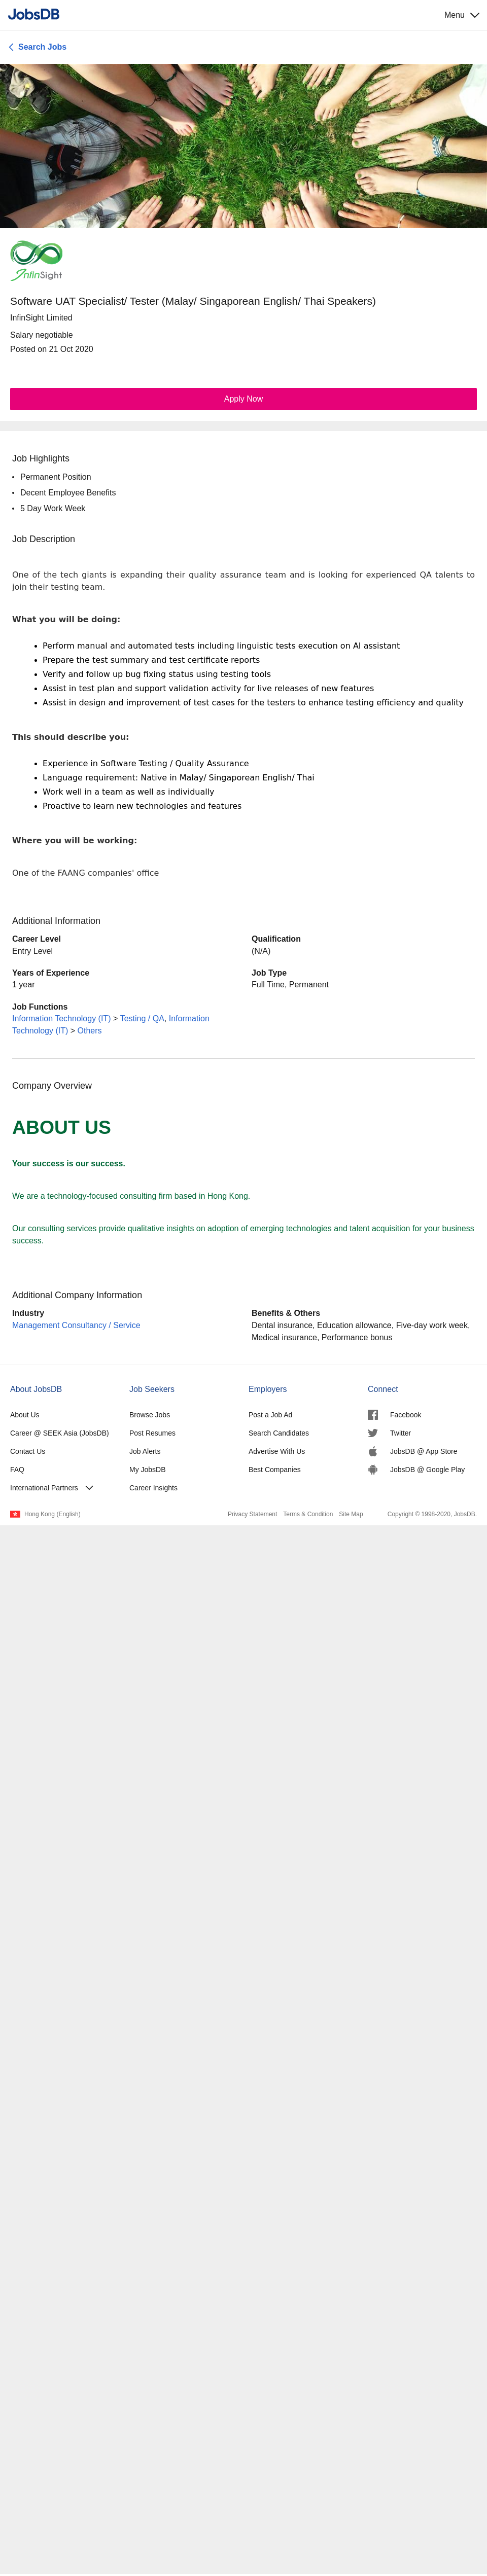 JobsDB
Menu
Search Jobs
InfinSight
Software UAT Specialist/ Tester (Malay/ Singaporean English/ Thai Speakers)
InfinSight Limited
Salary negotiable
Posted on 21 Oct 2020
Apply Now
Job Highlights
• Permanent Position
• Decent Employee Benefits
• 5 Day Work Week
Job Description
One of the tech giants is expanding their quality assurance team and is looking for experienced QA talents to
join their testing team.
What you will be doing:
• Perform manual and automated tests including linguistic tests execution on AI assistant
• Prepare the test summary and test certificate reports
• Verify and follow up bug fixing status using testing tools
• Assist in test plan and support validation activity for live releases of new features
• Assist in design and improvement of test cases for the testers to enhance testing efficiency and quality
This should describe you:
• Experience in Software Testing / Quality Assurance
• Language requirement: Native in Malay/ Singaporean English/ Thai
• Work well in a team as well as individually
• Proactive to learn new technologies and features
Where you will be working:
One of the FAANG companies' office
Additional Information
Career Level
Entry Level
Qualification
(N/A)
Years of Experience
1 year
Job Type
Full Time, Permanent
Job Functions
Information Technology (IT) > Testing / QA, Information
Technology (IT) > Others
Company Overview
ABOUT US
Your success is our success.
We are a technology-focused consulting firm based in Hong Kong.
Our consulting services provide qualitative insights on adoption of emerging technologies and talent acquisition for your business
success.
Additional Company Information
Industry
Management Consultancy / Service
Benefits & Others
Dental insurance, Education allowance, Five-day work week,
Medical insurance, Performance bonus
About JobsDB
About Us
Career @ SEEK Asia (JobsDB)
Contact Us
FAQ
International Partners
Job Seekers
Browse Jobs
Post Resumes
Job Alerts
My JobsDB
Career Insights
Employers
Post a Job Ad
Search Candidates
Advertise With Us
Best Companies
Connect
Facebook
Twitter
JobsDB @ App Store
JobsDB @ Google Play
Hong Kong (English)
Privacy Statement Terms & Condition Site Map
Copyright © 1998-2020, JobsDB.